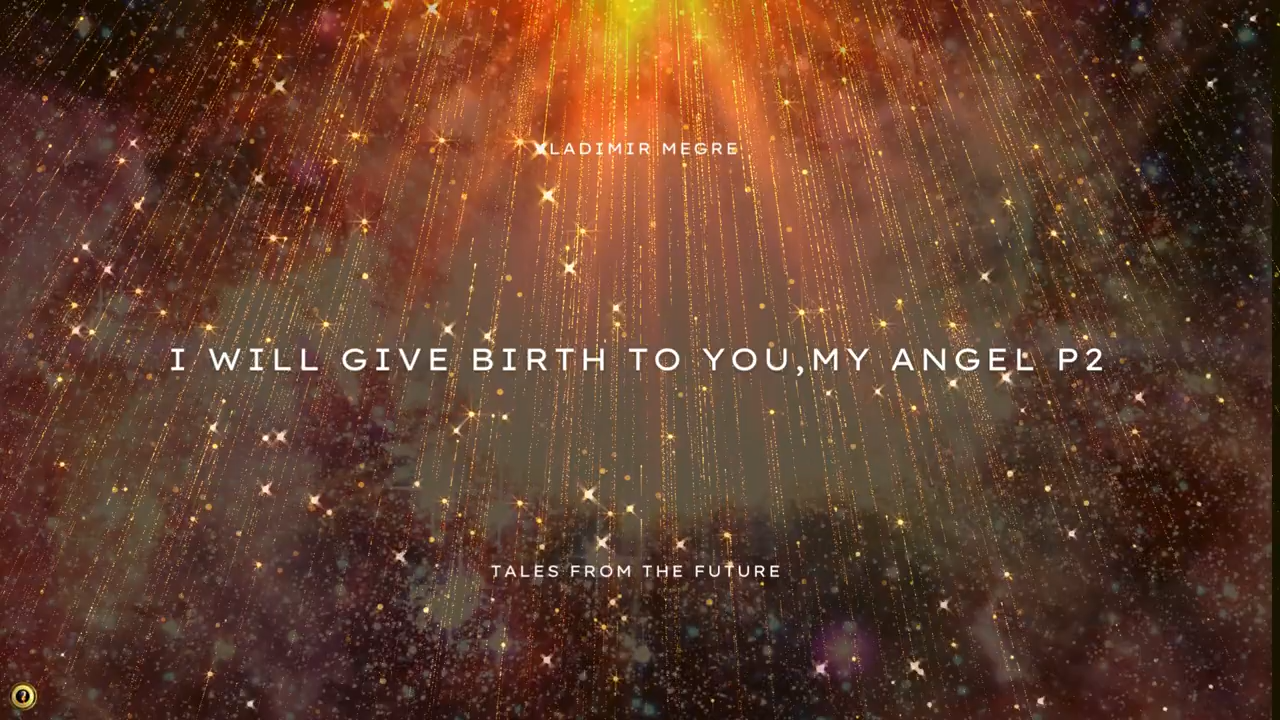 VLADIMIR MEGRE
I WILL GIVE BIRTH TO YOU,MY ANGEL P2
TALES FROM THE FUTURE